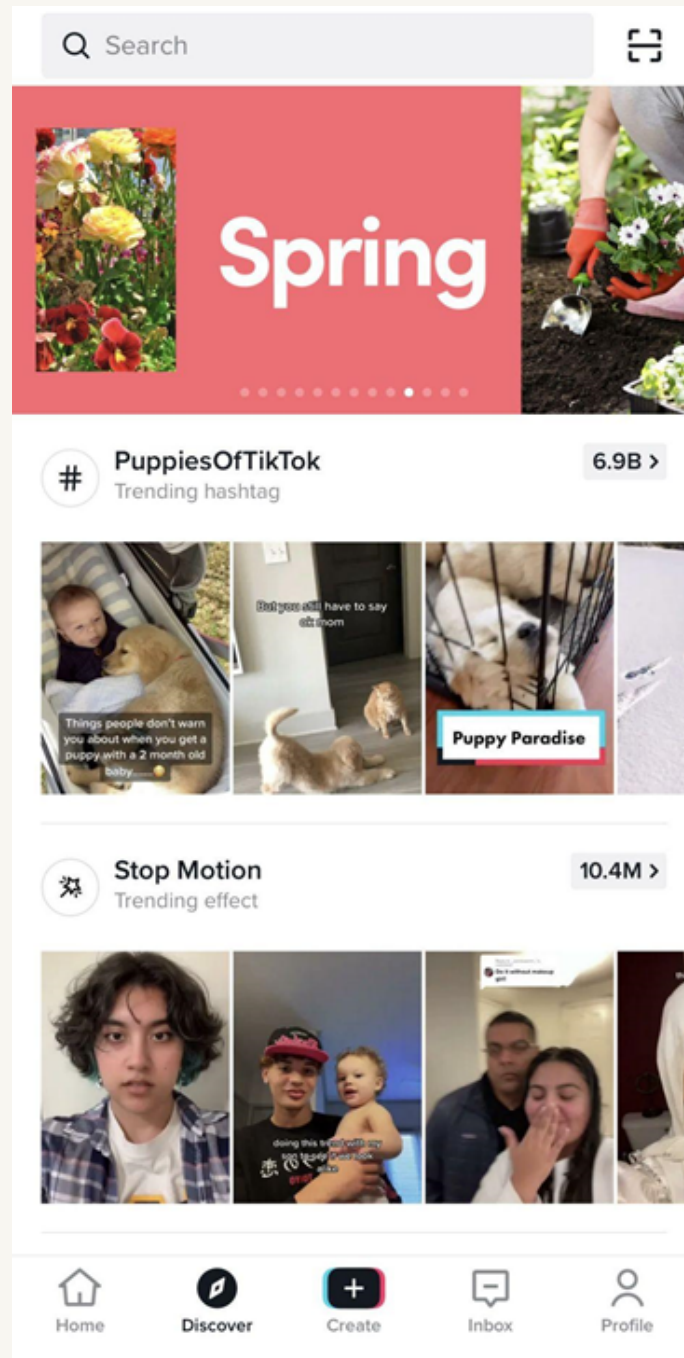 Search
Spring
PuppiesOfTikTok
6.9B >
Trending hashtag
Things people don't warn
you about when you get a
puppy with a 2 month old
baby......
But you still have to say
ok mom
Puppy Paradise
Stop Motion
10.4M >
Trending effect
doing this trend with my
alike
Do it without makeup
girl
Home
Discover
Create
Inbox
Profile